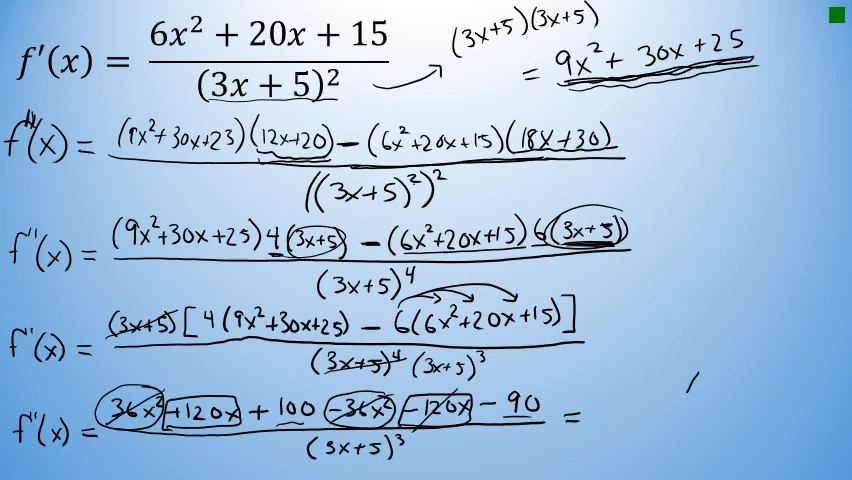 f′(x) = (6x² + 20x + 15) / (3x + 5)²
(3x+5)(3x+5)
= 9x² + 30x + 25
f''(x) = ((9x²+30x+25)(12x+20) − (6x²+20x+15)(18x+30)) / ((3x+5)²)²
f''(x) = ((9x²+30x+25)4(3x+5) − (6x²+20x+15)6(3x+5)) / (3x+5)⁴
f''(x) = ((3x+5)[4(9x²+30x+25) − 6(6x²+20x+15)]) / (3x+5)⁴ (3x+5)³
f''(x) = (36x² +120x + 100 −36x² −120x − 90) / (3x+5)³ =